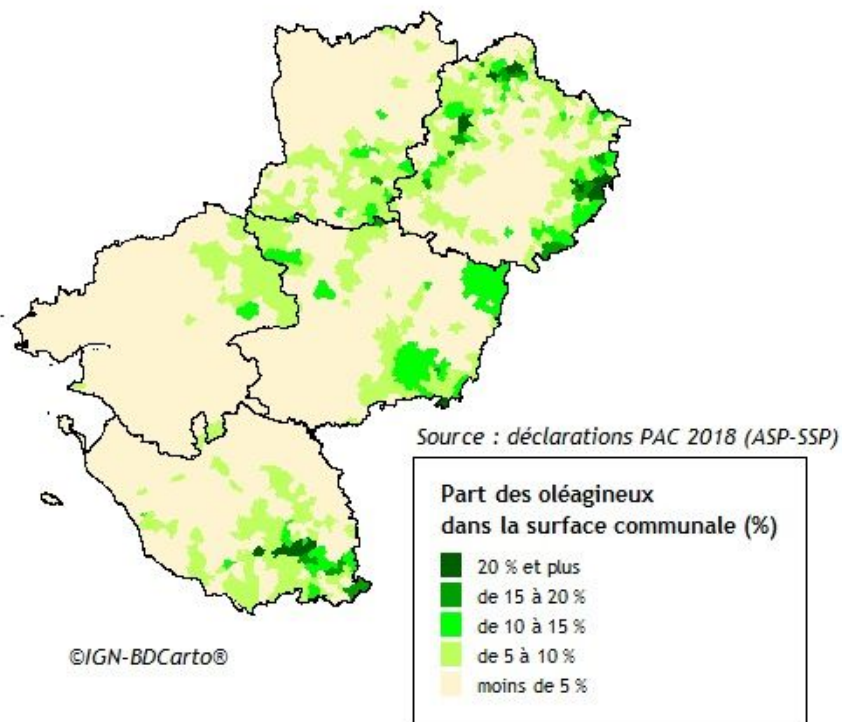 Source : déclarations PAC 2018 (ASP-SSP)
Part des oléagineux
dans la surface communale (%)
20 % et plus
de 15 à 20 %
de 10 à 15 %
de 5 à 10 %
moins de 5 %
©IGN-BDCarto®